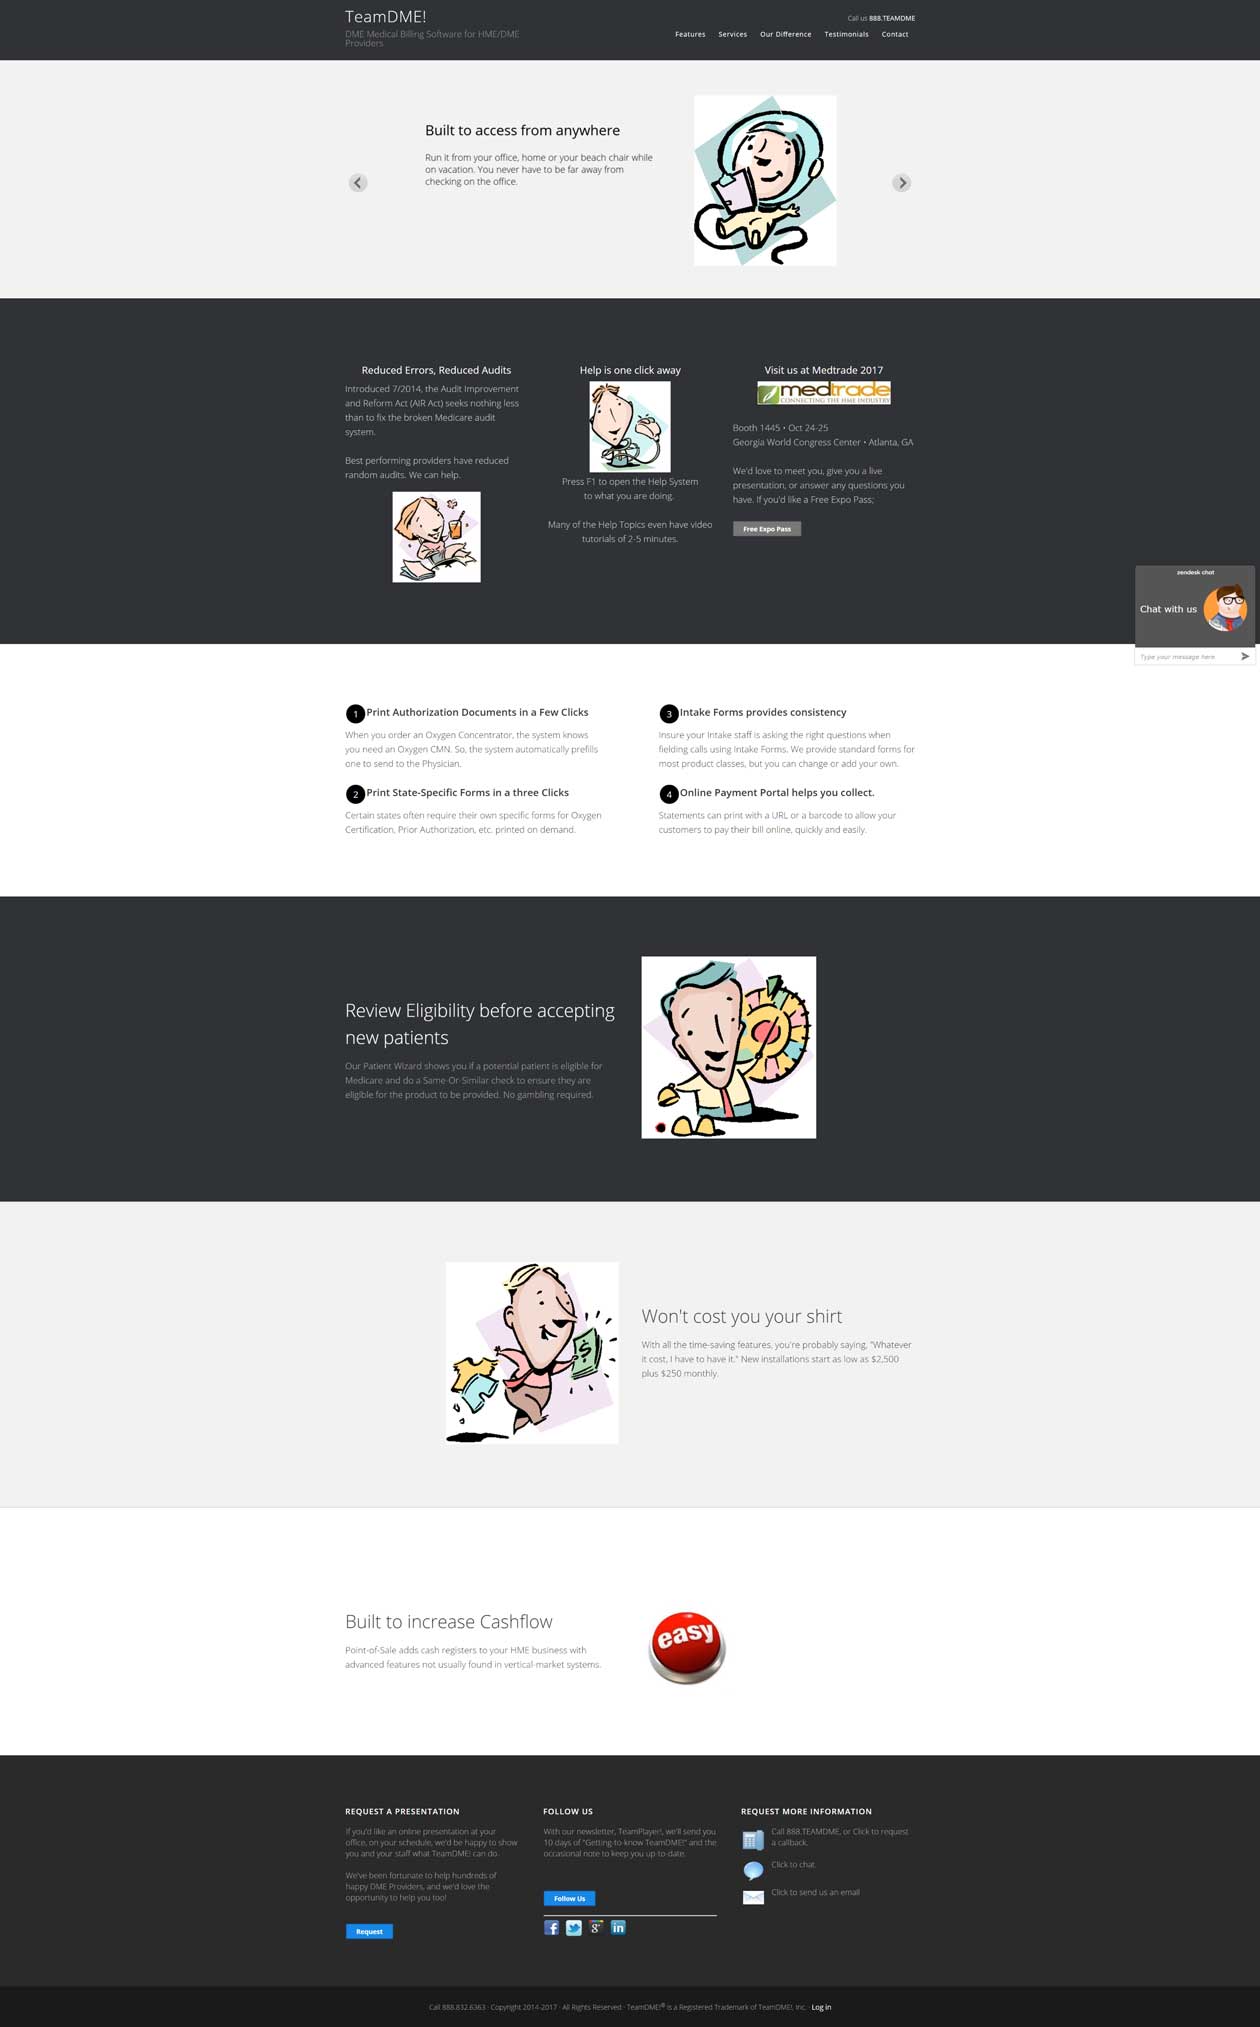 TeamDME!
DME Medical Billing Software for HME/DME
Providers
Call us 888.TEAMDME
Features Services Our Difference Testimonials Contact
Built to access from anywhere
Run it from your office, home or your beach chair while
on vacation. You never have to be far away from
checking on the office.
Reduced Errors, Reduced Audits
Introduced 7/2014, the Audit Improvement
and Reform Act (AIR Act) seeks nothing less
than to fix the broken Medicare audit
system.
Best performing providers have reduced
random audits. We can help.
Help is one click away
Press F1 to open the Help System
to what you are doing.
Many of the Help Topics even have video
tutorials of 2-5 minutes.
Visit us at Medtrade 2017
medtrade
CONNECTING THE HME INDUSTRY
Booth 1445 • Oct 24-25
Georgia World Congress Center • Atlanta, GA
We'd love to meet you, give you a live
presentation, or answer any questions you
have. If you'd like a Free Expo Pass;
Free Expo Pass
zendesk chat
Chat with us
Type your message here
1 Print Authorization Documents in a Few Clicks
When you order an Oxygen Concentrator, the system knows
you need an Oxygen CMN. So, the system automatically prefills
one to send to the Physician.
2 Print State-Specific Forms in a three Clicks
Certain states often require their own specific forms for Oxygen
Certification, Prior Authorization, etc. printed on demand.
3 Intake Forms provides consistency
Insure your Intake staff is asking the right questions when
fielding calls using Intake Forms. We provide standard forms for
most product classes, but you can change or add your own.
4 Online Payment Portal helps you collect.
Statements can print with a URL or a barcode to allow your
customers to pay their bill online, quickly and easily.
Review Eligibility before accepting
new patients
Our Patient Wizard shows you if a potential patient is eligible for
Medicare and do a Same-Or-Similar check to ensure they are
eligible for the product to be provided. No gambling required.
$
Won't cost you your shirt
With all the time-saving features, you're probably saying, "Whatever
it cost, I have to have it." New installations start as low as $2,500
plus $250 monthly.
Built to increase Cashflow
Point-of-Sale adds cash registers to your HME business with
advanced features not usually found in vertical-market systems.
easy
REQUEST A PRESENTATION
If you'd like an online presentation at your
office, on your schedule, we'd be happy to show
you and your staff what TeamDME! can do.
We've been fortunate to help hundreds of
happy DME Providers, and we'd love the
opportunity to help you too!
Request
FOLLOW US
With our newsletter, TeamPlayer!, we'll send you
10 days of "Getting-to-know TeamDME!" and the
occasional note to keep you up-to-date.
Follow Us
REQUEST MORE INFORMATION
Call 888.TEAMDME, or Click to request
a callback.
Click to chat.
Click to send us an email
Call 888.832.6363 · Copyright 2014-2017 · All Rights Reserved · TeamDME!® is a Registered Trademark of TeamDME!, Inc. · Log in